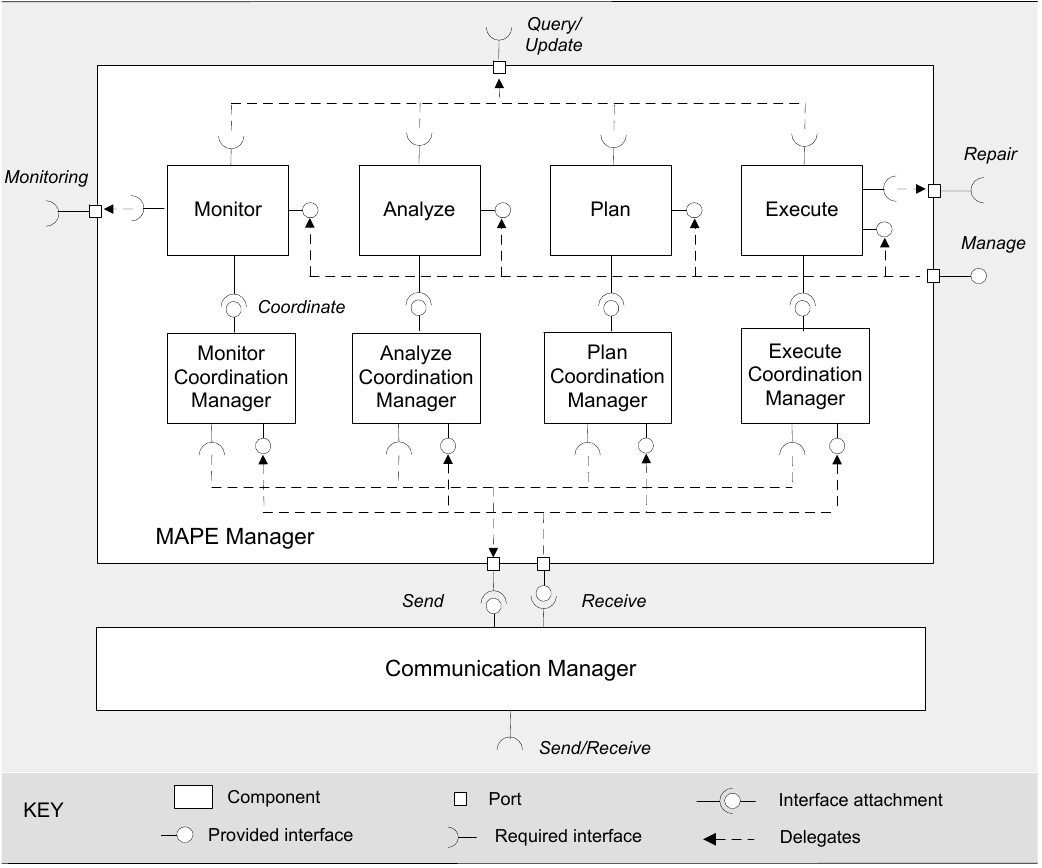 Query/
Update
Monitoring
Repair
Monitor
Analyze
Plan
Execute
Manage
Coordinate
Monitor
Coordination
Manager
Analyze
Coordination
Manager
Plan
Coordination
Manager
Execute
Coordination
Manager
MAPE Manager
Send
Receive
Communication Manager
Send/Receive
KEY
Component
Port
Interface attachment
Provided interface
Required interface
Delegates